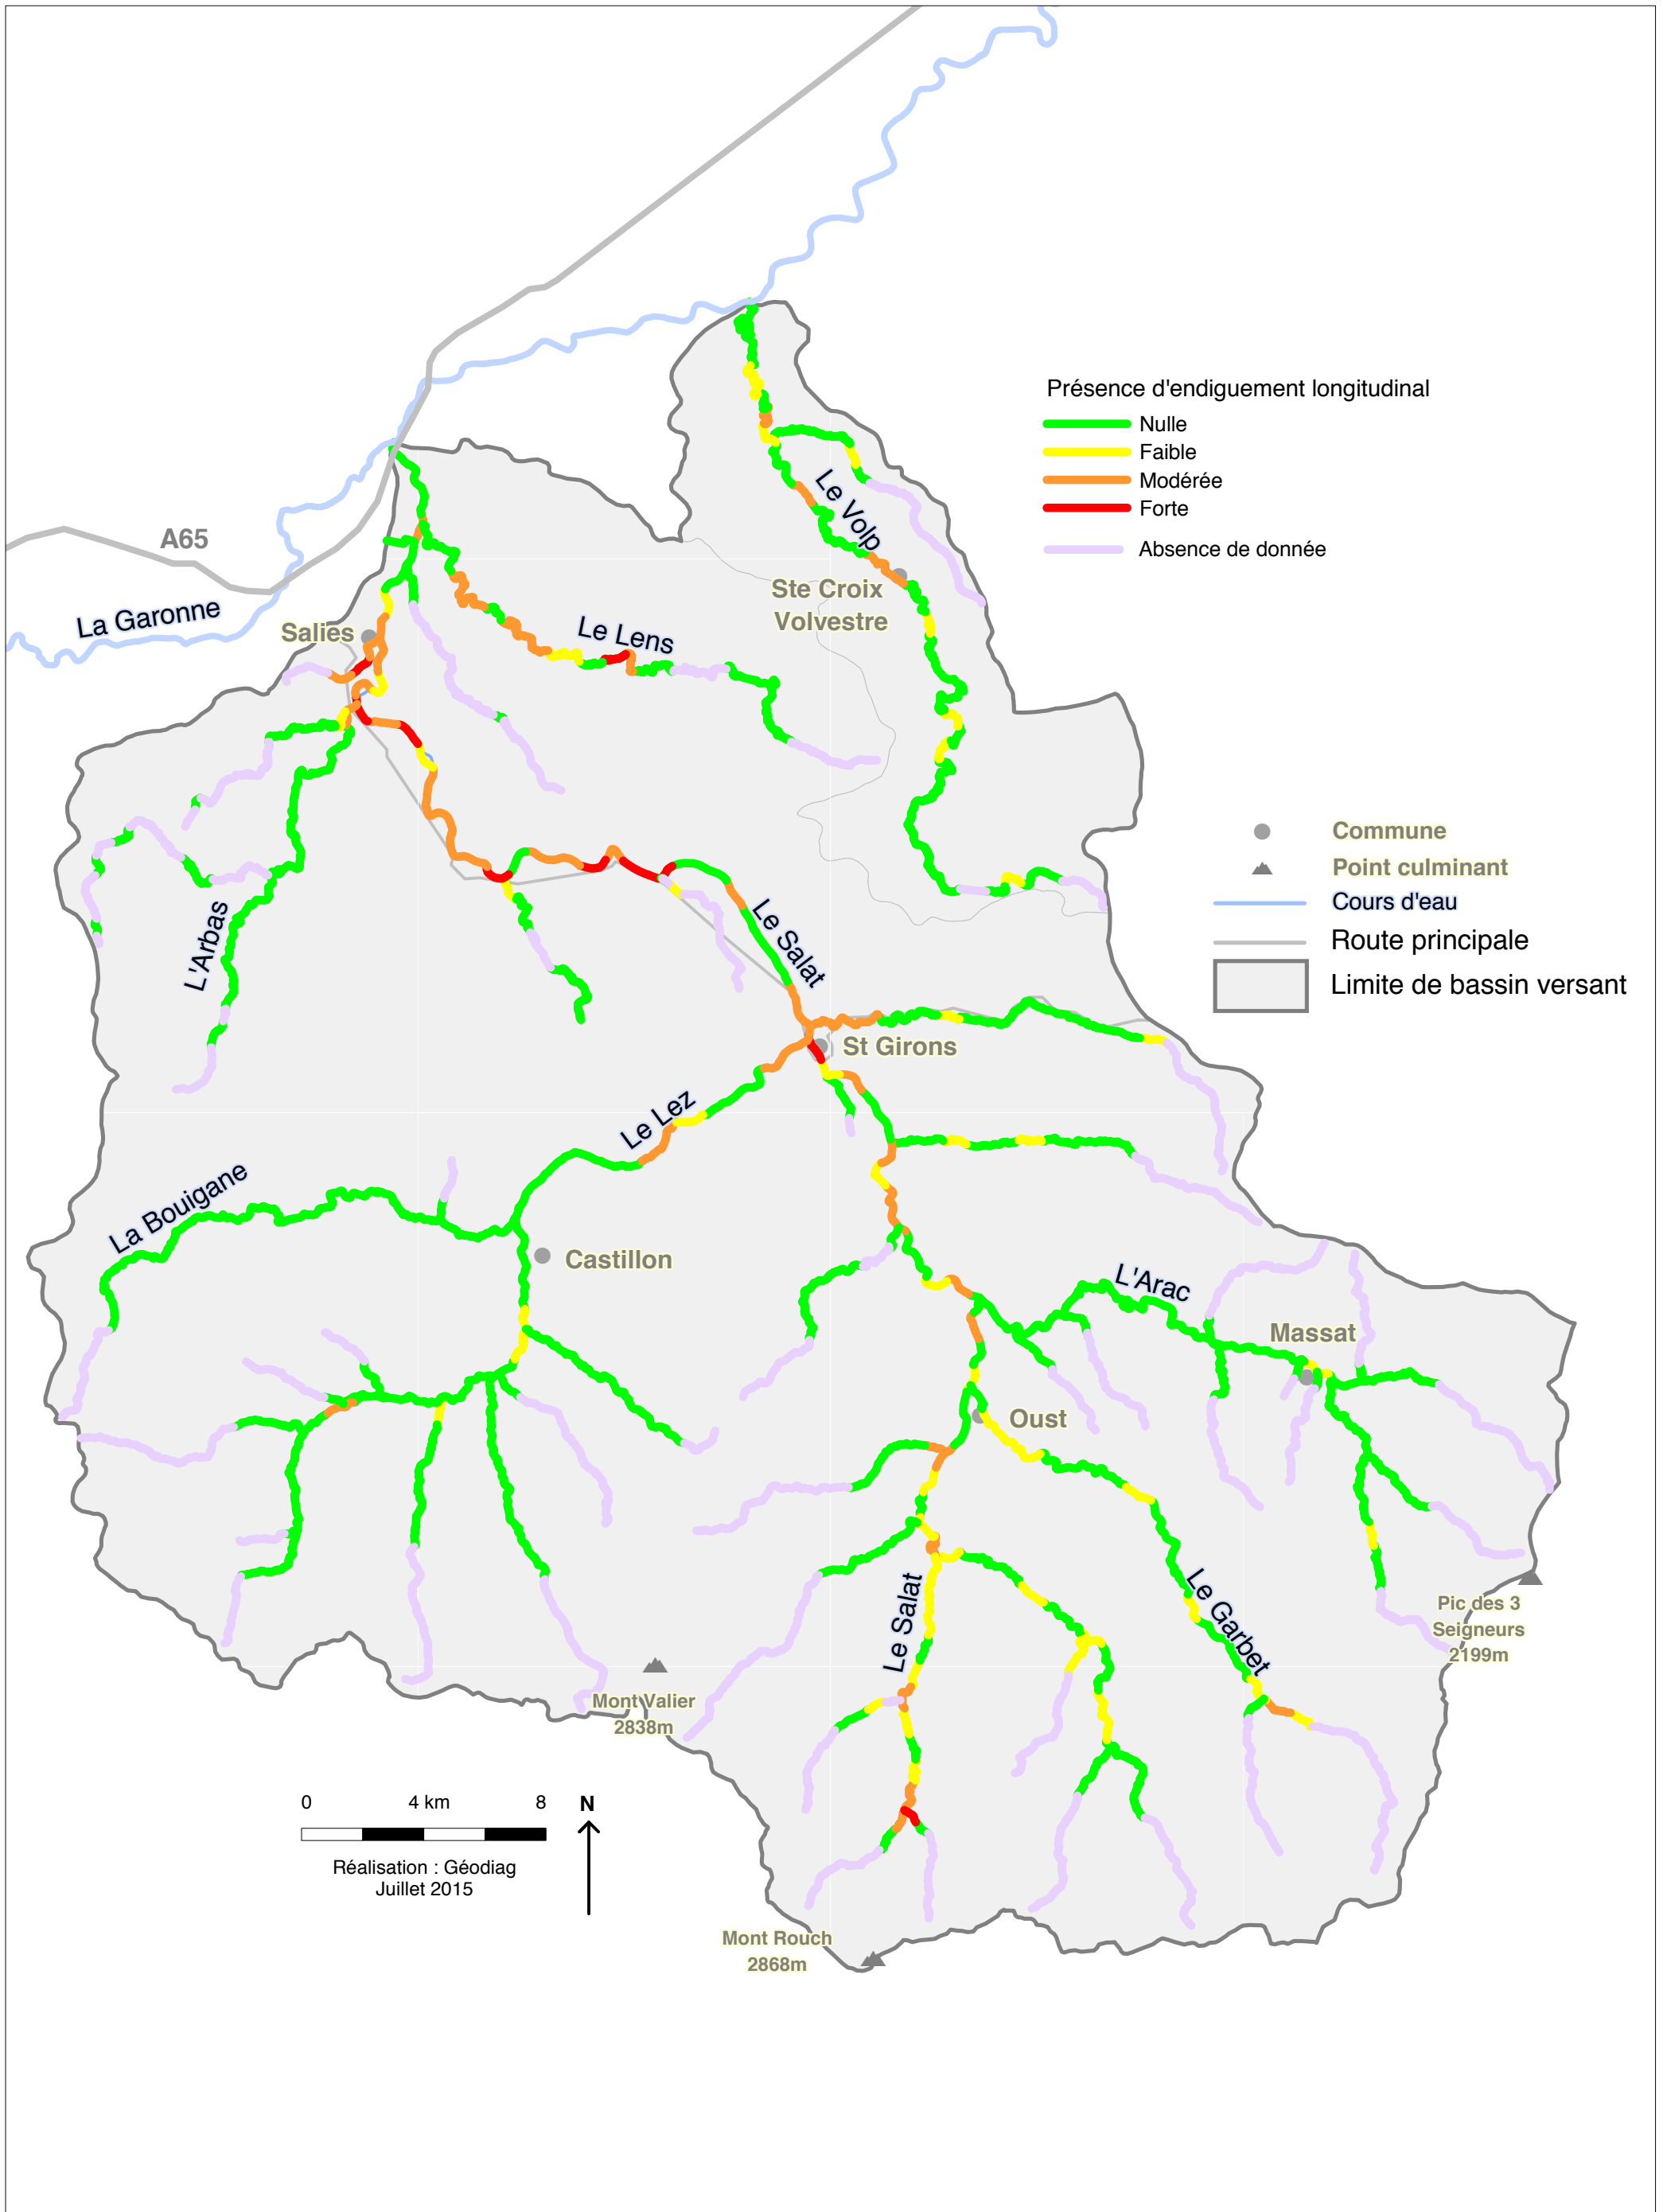 Présence d'endiguement longitudinal
Nulle
Faible
Modérée
Forte
Absence de donnée
Le Volp
A65
Ste Croix
Volvestre
La Garonne
Salies
Le Lens
Commune
Point culminant
Cours d'eau
Route principale
Limite de bassin versant
L'Arbas
Le Salat
St Girons
Le Lez
La Bouigane
Castillon
L'Arac
Massat
Oust
Le Salat
Le Garbet
Pic des 3
Seigneurs
2199m
Mont Valier
2838m
0 4 km 8
N
Réalisation : Géodiag
Juillet 2015
Mont Rouch
2868m